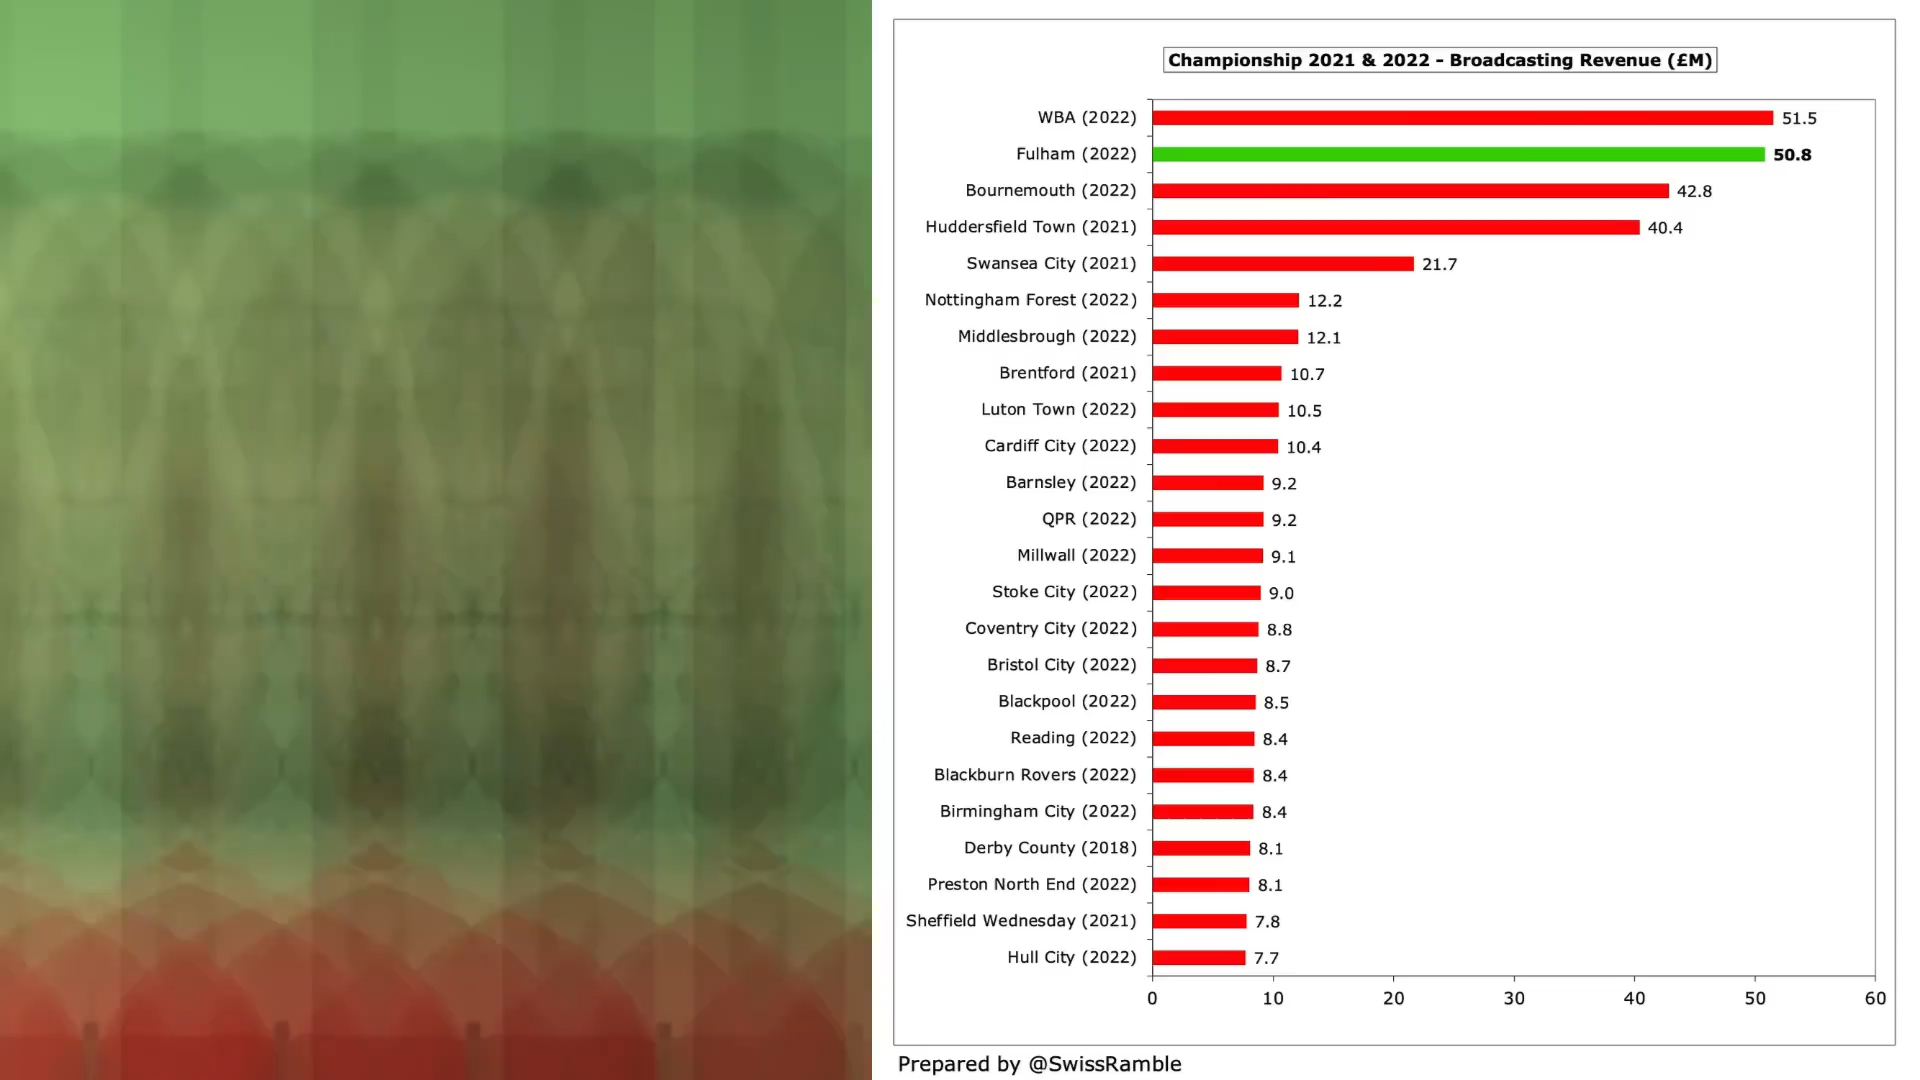 Championship 2021 & 2022 - Broadcasting Revenue (£M)
WBA (2022) 51.5
Fulham (2022) 50.8
Bournemouth (2022) 42.8
Huddersfield Town (2021) 40.4
Swansea City (2021) 21.7
Nottingham Forest (2022) 12.2
Middlesbrough (2022) 12.1
Brentford (2021) 10.7
Luton Town (2022) 10.5
Cardiff City (2022) 10.4
Barnsley (2022) 9.2
QPR (2022) 9.2
Millwall (2022) 9.1
Stoke City (2022) 9.0
Coventry City (2022) 8.8
Bristol City (2022) 8.7
Blackpool (2022) 8.5
Reading (2022) 8.4
Blackburn Rovers (2022) 8.4
Birmingham City (2022) 8.4
Derby County (2018) 8.1
Preston North End (2022) 8.1
Sheffield Wednesday (2021) 7.8
Hull City (2022) 7.7
0 10 20 30 40 50 60
Prepared by @SwissRamble